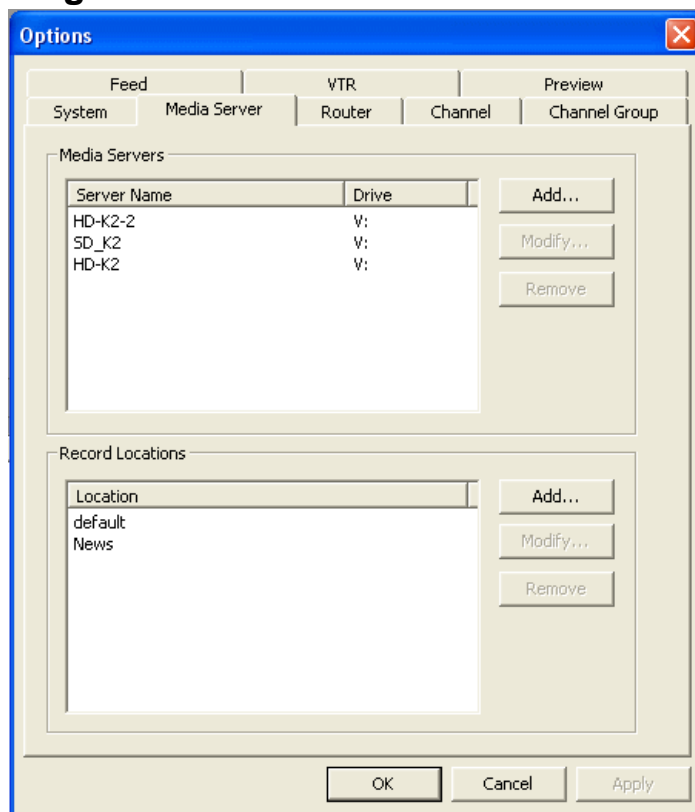 Options
Feed VTR Preview
System Media Server Router Channel Channel Group
Media Servers
Server Name Drive Add...
HD-K2-2 V:
SD_K2 V: Modify...
HD-K2 V:
Remove
Record Locations
Location Add...
default
News Modify...
Remove
OK Cancel Apply